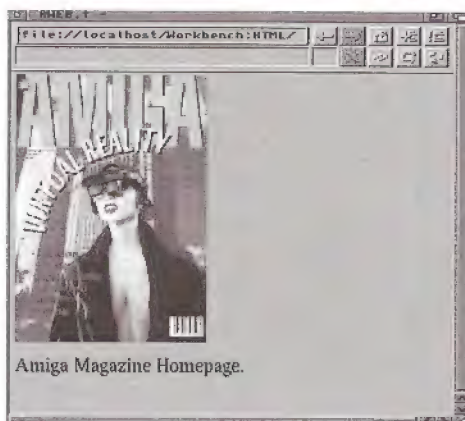 AWEB.1
file://localhost/Workbench:HTML/
AMIGA
VIRTUAL REALITY
Amiga Magazine Homepage.